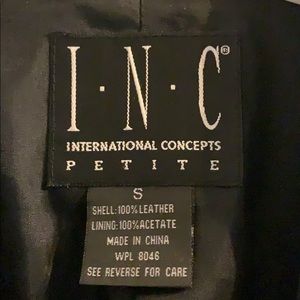 I·N·C®
INTERNATIONAL CONCEPTS
PETITE
S
SHELL:100%LEATHER
LINING:100%ACETATE
MADE IN CHINA
WPL 8046
SEE REVERSE FOR CARE